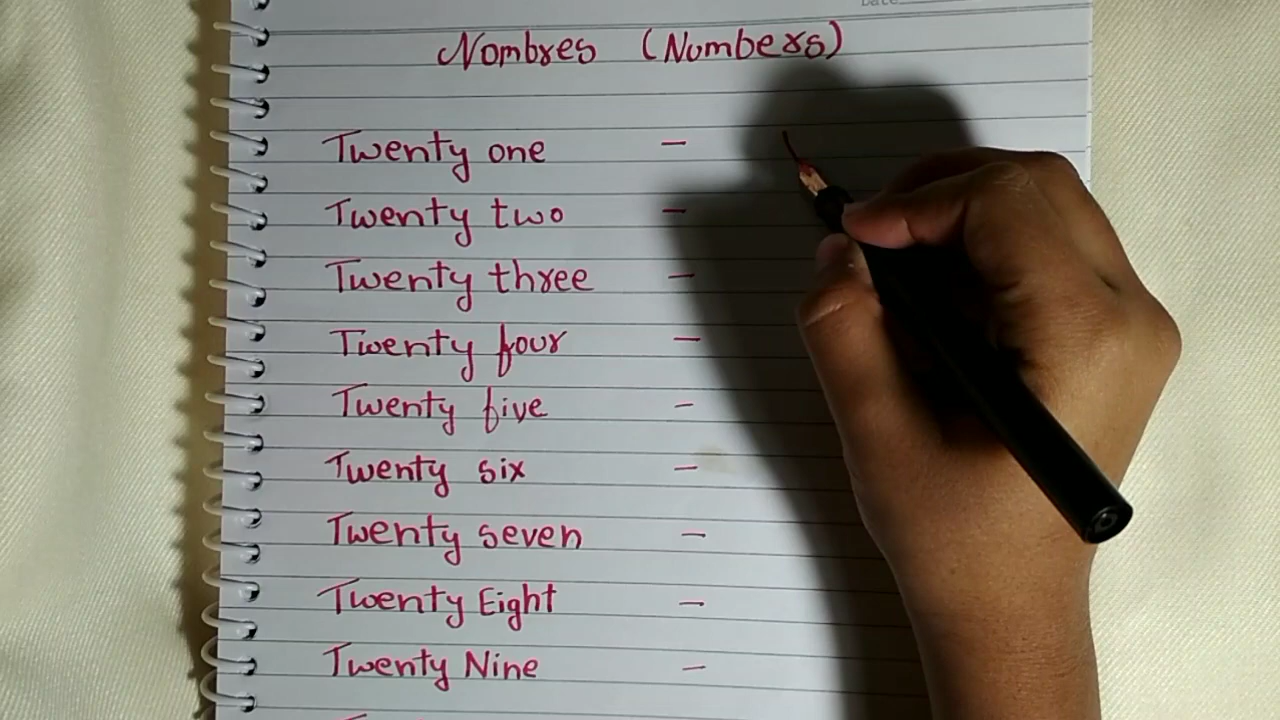 Date
Nombres (Numbers)
Twenty one -
Twenty two -
Twenty three -
Twenty four -
Twenty five -
Twenty six -
Twenty seven -
Twenty Eight -
Twenty Nine -